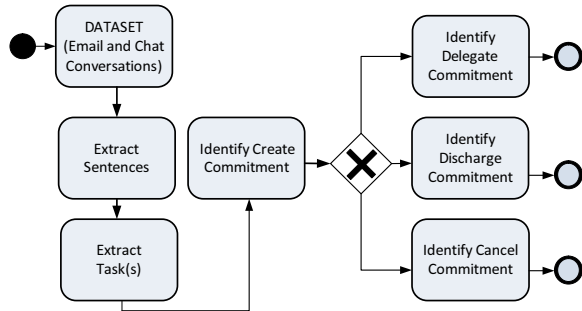 DATASET
(Email and Chat
Conversations)
Extract
Sentences
Extract
Task(s)
Identify Create
Commitment
Identify
Delegate
Commitment
Identify
Discharge
Commitment
Identify Cancel
Commitment